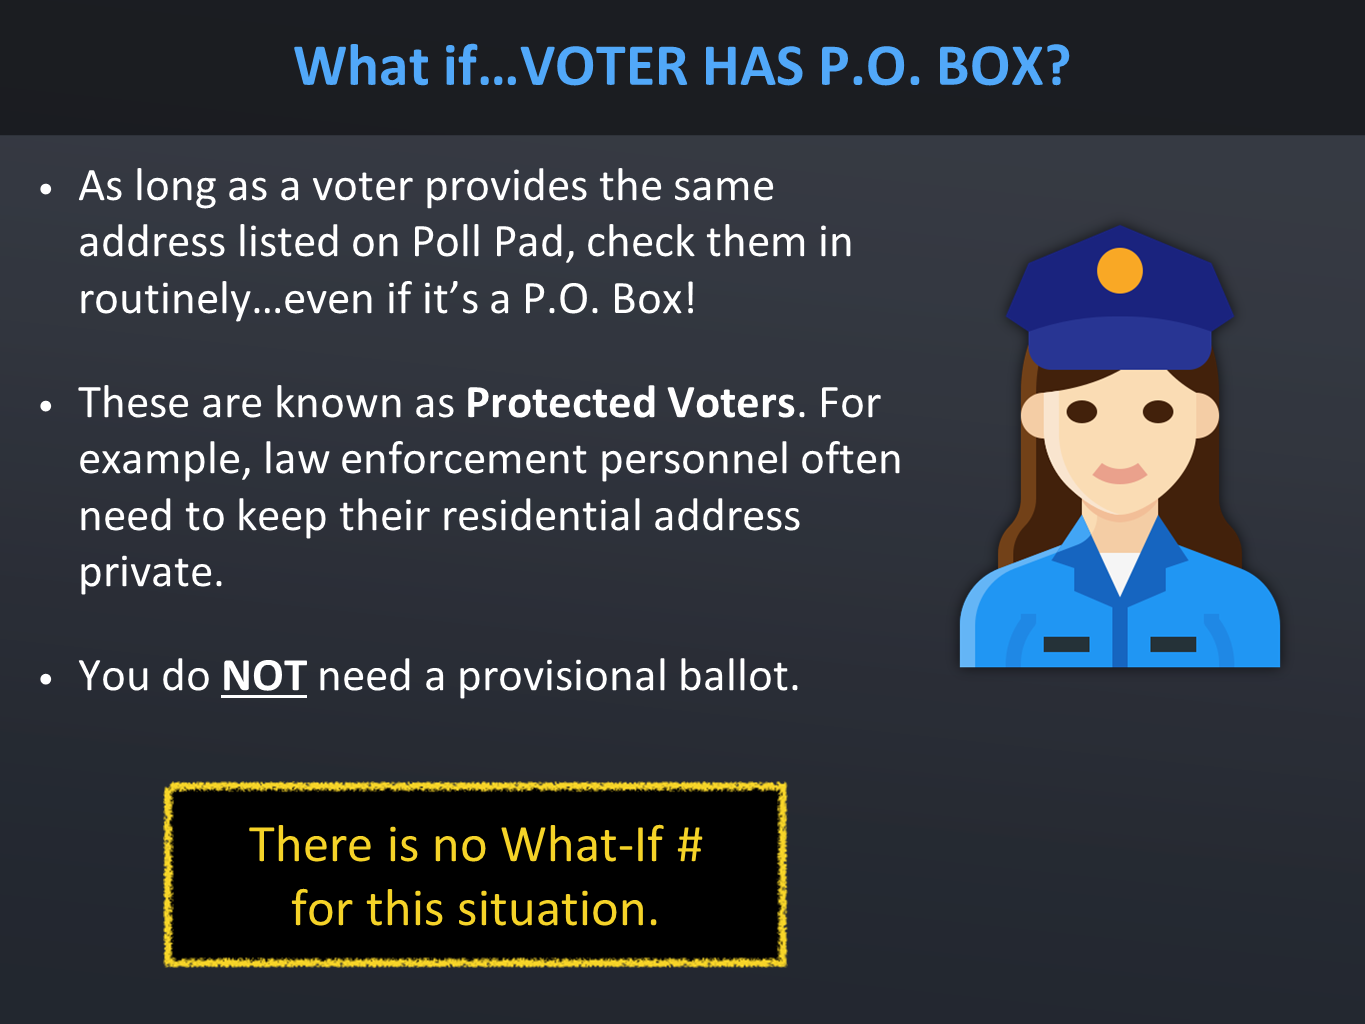 What if…VOTER HAS P.O. BOX?
• As long as a voter provides the same
address listed on Poll Pad, check them in
routinely…even if it’s a P.O. Box!
• These are known as Protected Voters. For
example, law enforcement personnel often
need to keep their residential address
private.
• You do NOT need a provisional ballot.
There is no What-If #
for this situation.